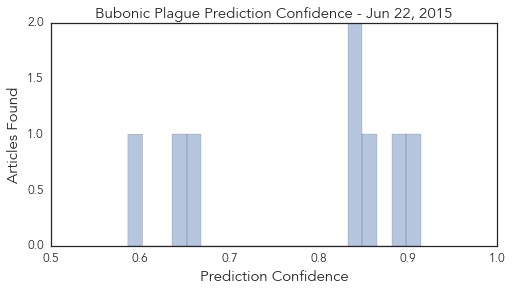 Bubonic Plague Prediction Confidence - Jun 22, 2015
2.0
1.5
1.0
0.5
0.0
Articles Found
0.5 0.6 0.7 0.8 0.9 1.0
Prediction Confidence